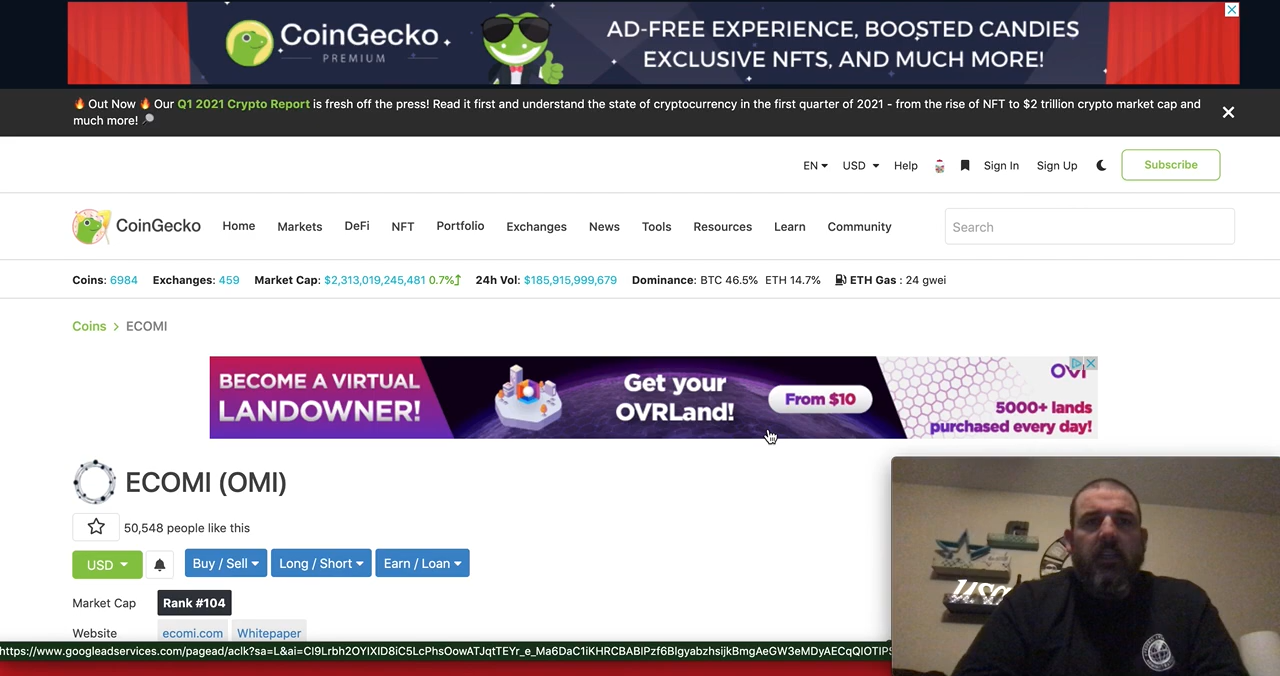 CoinGecko
PREMIUM
AD-FREE EXPERIENCE, BOOSTED CANDIES
EXCLUSIVE NFTS, AND MUCH MORE!
🔥 Out Now 🔥 Our Q1 2021 Crypto Report is fresh off the press! Read it first and understand the state of cryptocurrency in the first quarter of 2021 - from the rise of NFT to $2 trillion crypto market cap and
much more! 🔎
EN USD Help Sign In Sign Up Subscribe
CoinGecko Home Markets DeFi NFT Portfolio Exchanges News Tools Resources Learn Community Search
Coins: 6984 Exchanges: 459 Market Cap: $2,313,019,245,481 0.7% 24h Vol: $185,915,999,679 Dominance: BTC 46.5% ETH 14.7% ETH Gas : 24 gwei
Coins > ECOMI
BECOME A VIRTUAL
LANDOWNER!
Get your
OVRLand!
From $10
5000+ lands
purchased every day!
ECOMI (OMI)
50,548 people like this
USD Buy / Sell Long / Short Earn / Loan
Market Cap Rank #104
Website ecomi.com Whitepaper